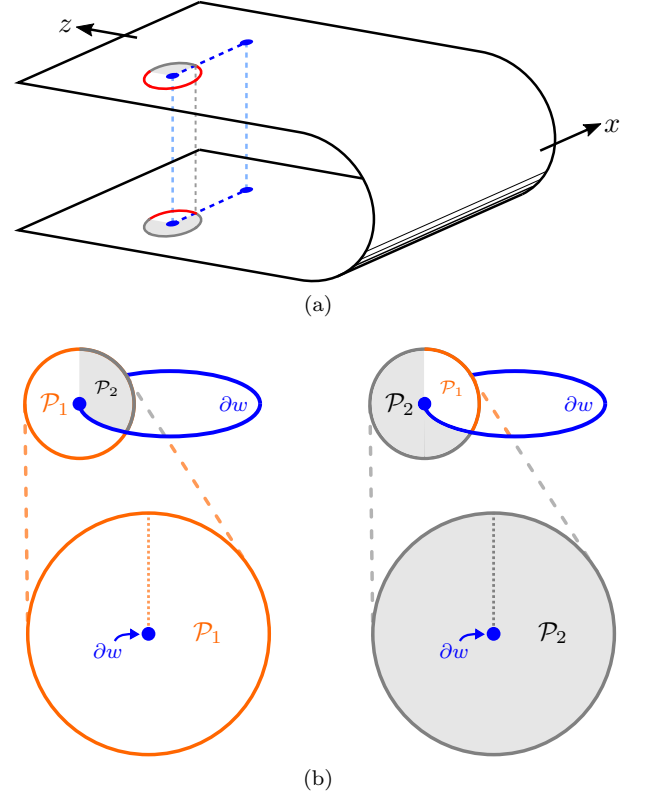 z
x
(a)
𝒫₁ 𝒫₂ ∂w
𝒫₂ 𝒫₁ ∂w
∂w 𝒫₁
∂w 𝒫₂
(b)